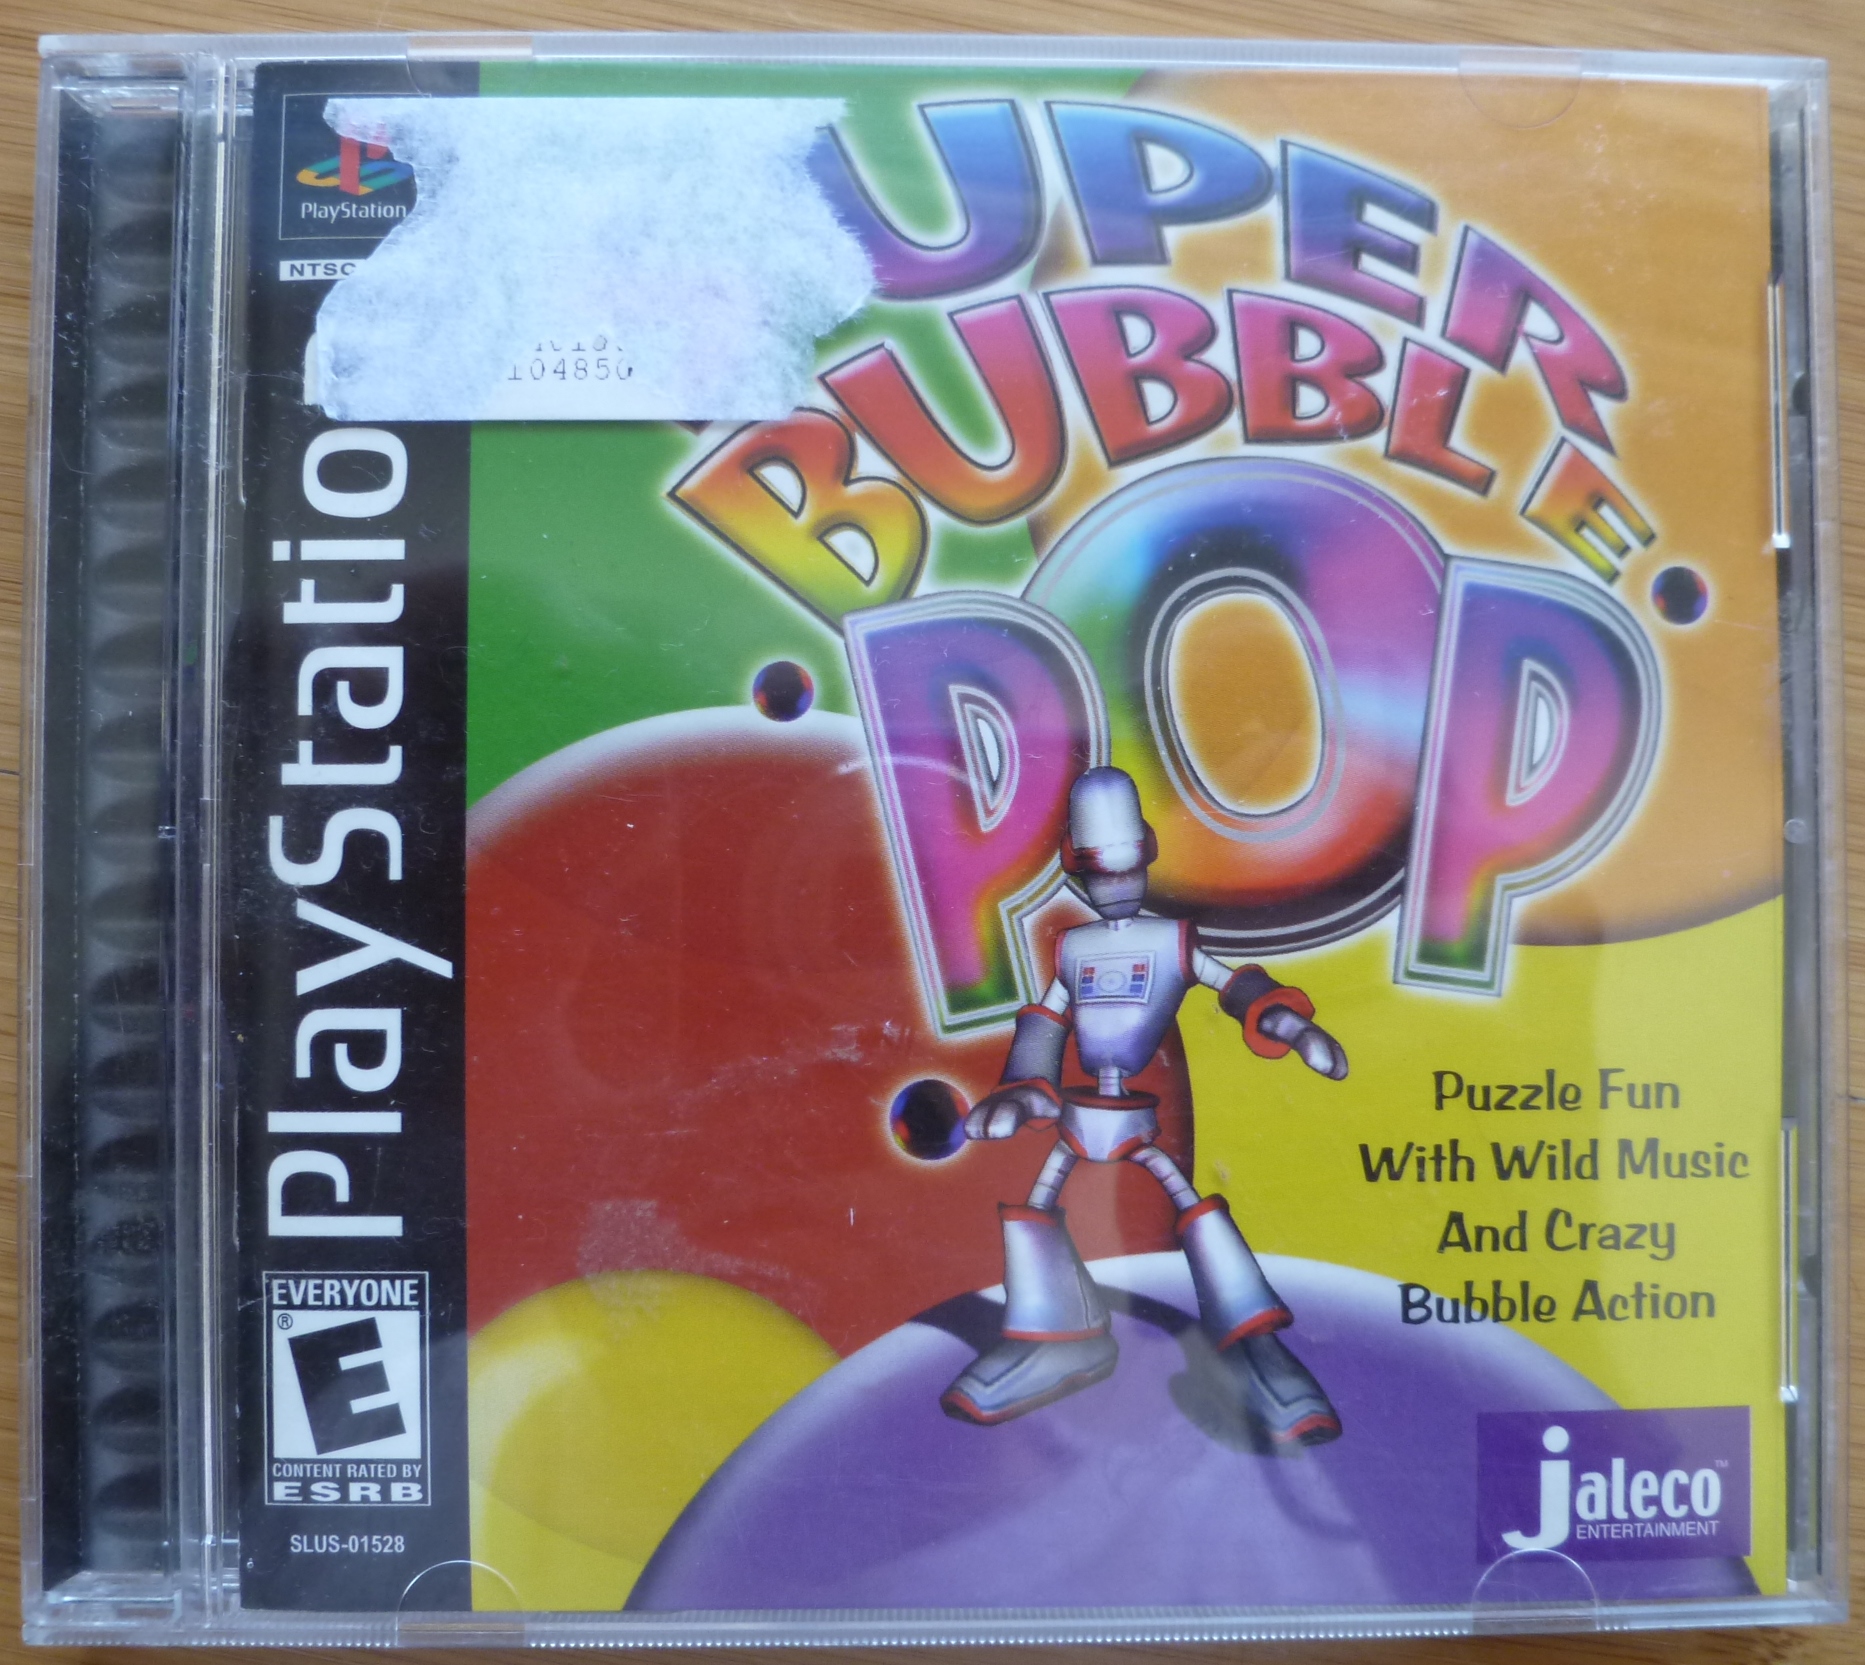 PlayStation
NTSC
104850
UPER
BUBBLE
POP
PlayStatio
Puzzle Fun
With Wild Music
And Crazy
Bubble Action
EVERYONE
®
E
CONTENT RATED BY
ESRB
SLUS-01528
jaleco™
ENTERTAINMENT